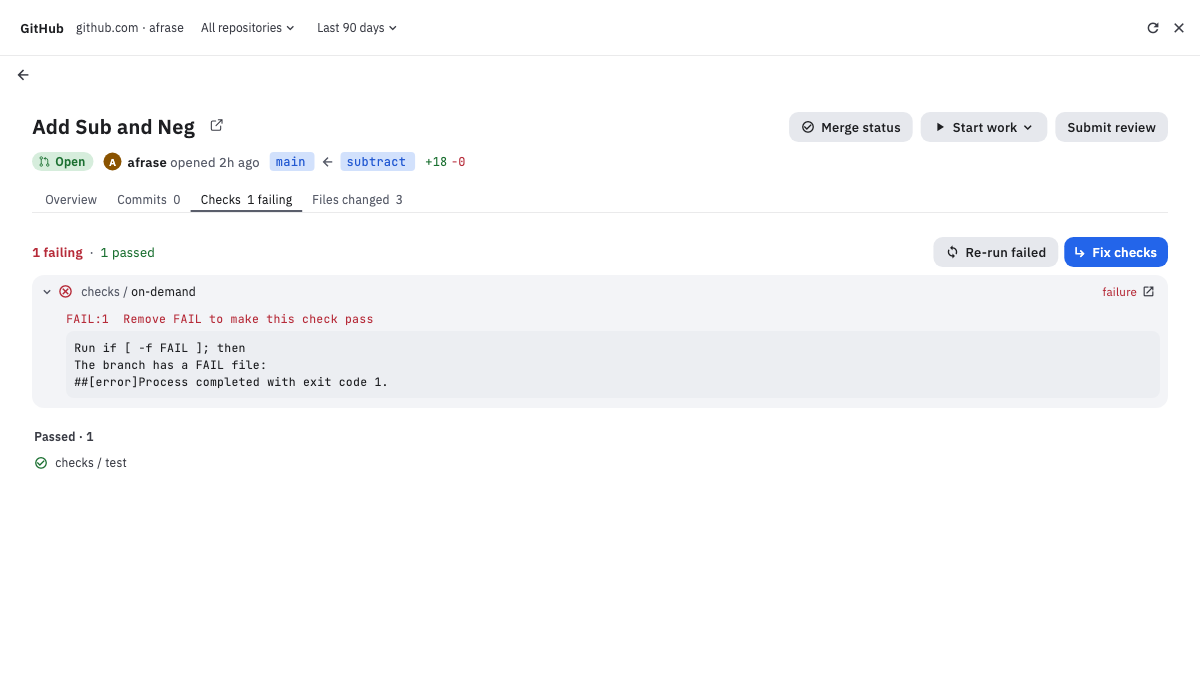 GitHub github.com · afrase All repositories Last 90 days
Add Sub and Neg
Merge status Start work Submit review
Open A afrase opened 2h ago main ← subtract +18 -0
Overview Commits 0 Checks 1 failing Files changed 3
1 failing · 1 passed
Re-run failed Fix checks
checks / on-demand failure
FAIL:1 Remove FAIL to make this check pass
Run if [ -f FAIL ]; then
The branch has a FAIL file:
##[error]Process completed with exit code 1.
Passed · 1
checks / test